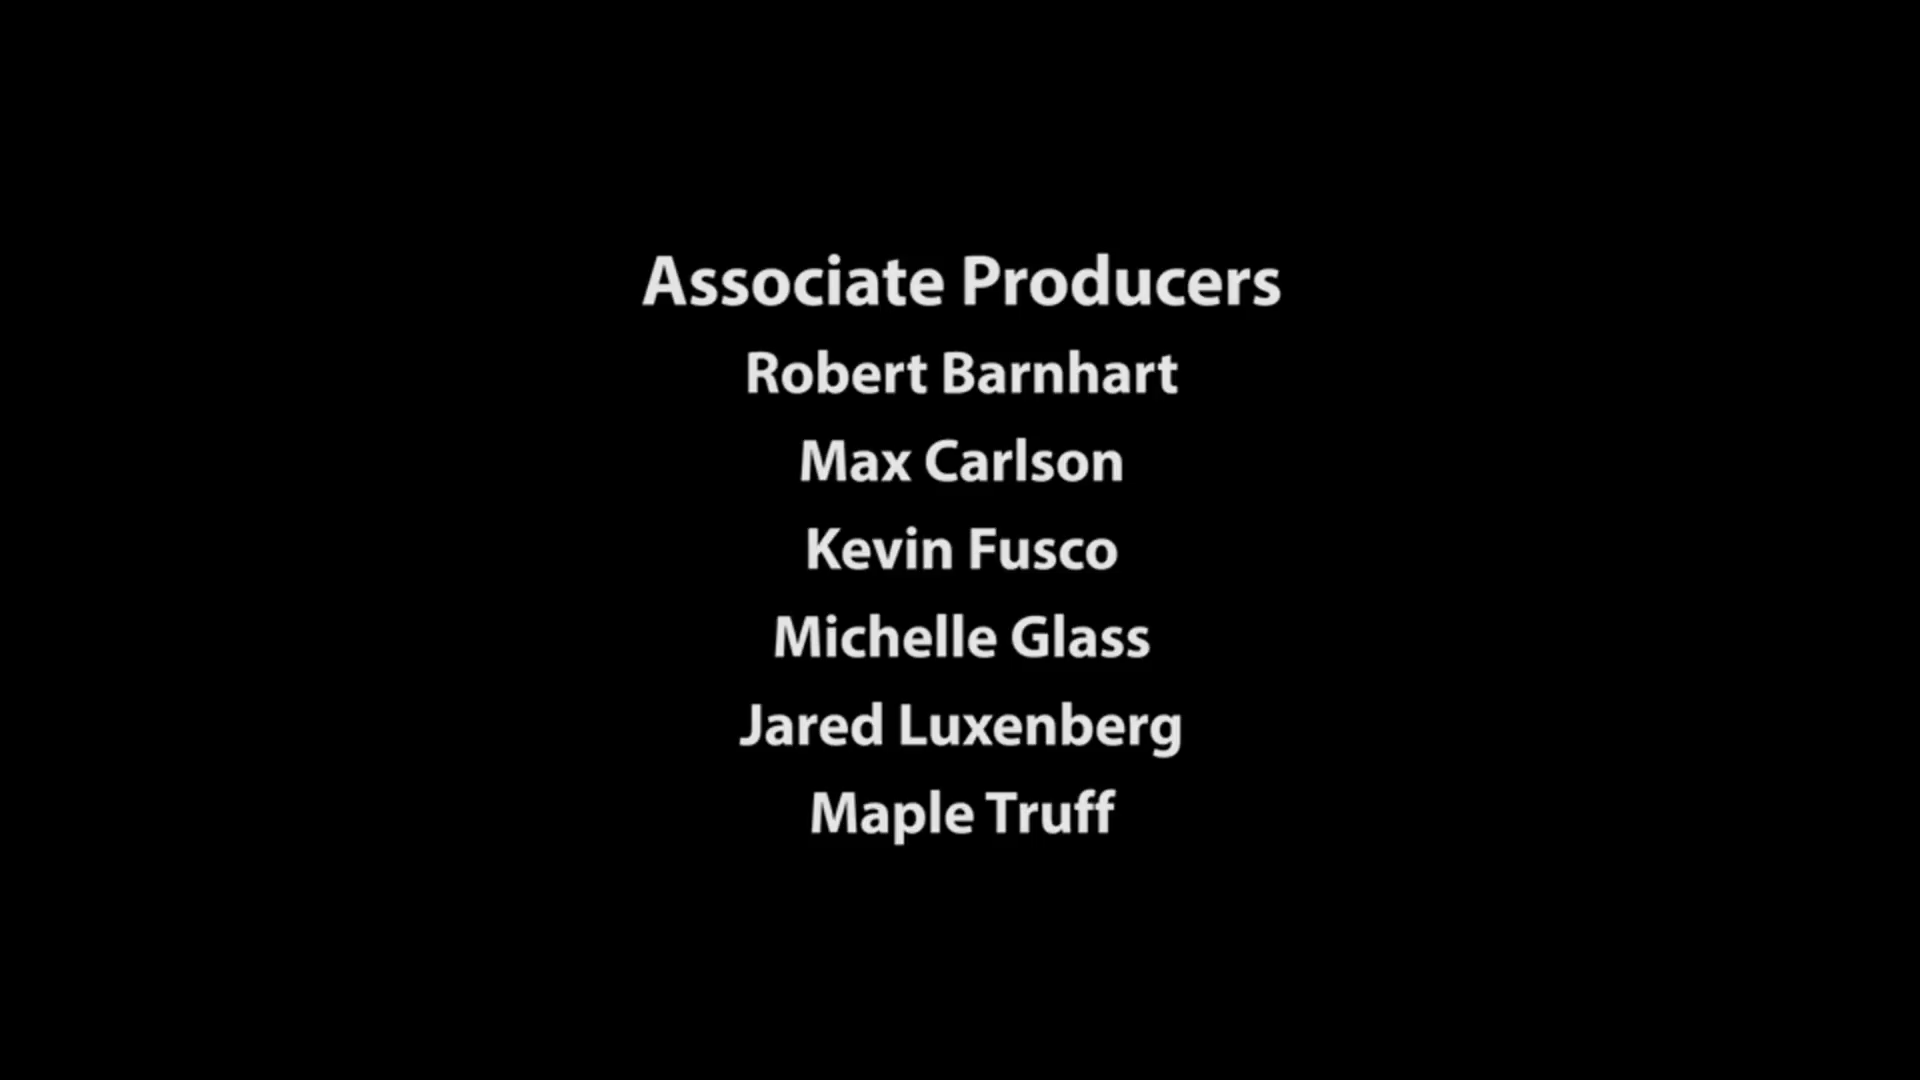 Associate Producers
Robert Barnhart
Max Carlson
Kevin Fusco
Michelle Glass
Jared Luxenberg
Maple Truff